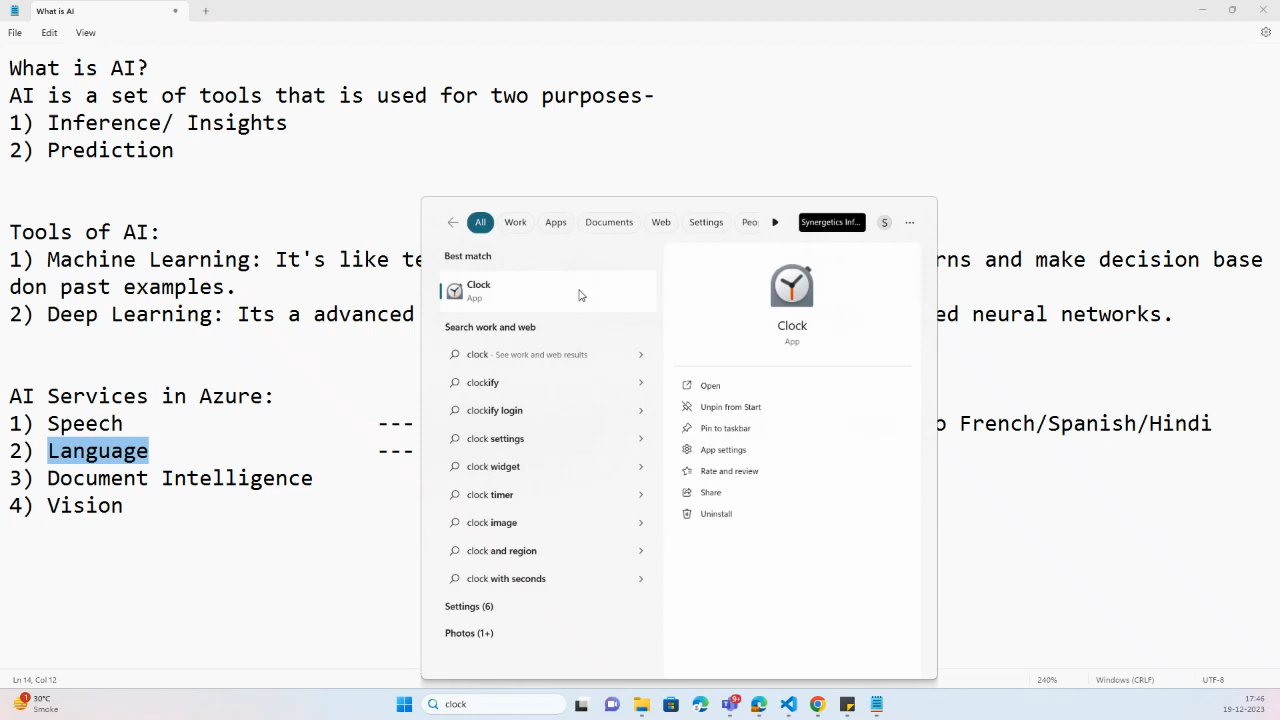 What is AI
File Edit View
What is AI?
AI is a set of tools that is used for two purposes-
1) Inference/ Insights
2) Prediction
Tools of AI:
1) Machine Learning: It's like te
rns and make decision base
don past examples.
2) Deep Learning: Its a advanced
ed neural networks.
AI Services in Azure:
1) Speech ---
o French/Spanish/Hindi
2) Language ---
3) Document Intelligence
4) Vision
All Work Apps Documents Web Settings Peo Synergetics Inf... S
Best match
Clock
App
Search work and web
clock - See work and web results
clockify
clockify login
clock settings
clock widget
clock timer
clock image
clock and region
clock with seconds
Settings (6)
Photos (1+)
Clock
App
Open
Unpin from Start
Pin to taskbar
App settings
Rate and review
Share
Uninstall
Ln 14, Col 12 240% Windows (CRLF) UTF-8
1
30°C
Smoke
clock
9
17:46
19-12-2023